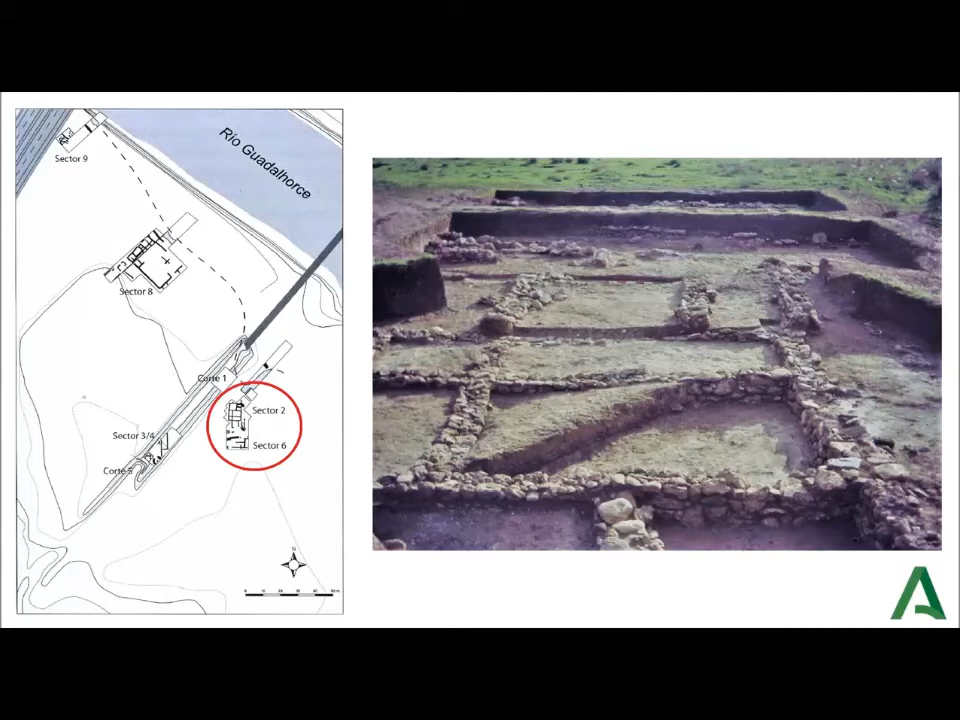 Río Guadalhorce
Sector 9
Sector 8
Corte 1
Sector 2
Sector 3/4
Sector 6
Corte 5
N